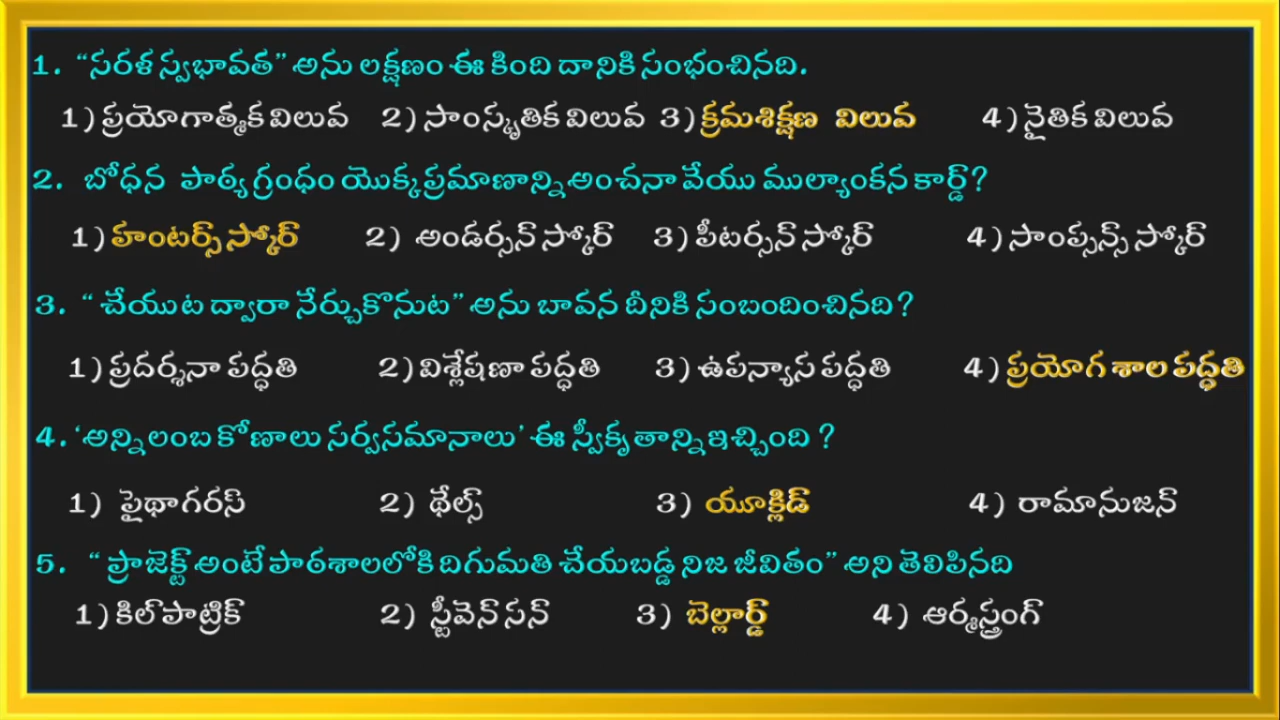 1. “సరళ స్వభావత” అను లక్షణం ఈ కింది దానికి సంభంచినది.
1) ప్రయోగాత్మక విలువ 2) సాంస్కృతిక విలువ 3) క్రమశిక్షణ విలువ 4) నైతిక విలువ
2. బోధన పాఠ్య గ్రంధం యొక్క ప్రమాణాన్ని అంచనా వేయు ముల్యాంకన కార్డ్?
1) హంటర్స్ స్కోర్ 2) అండర్సన్ స్కోర్ 3) పీటర్సన్ స్కోర్ 4) సాంప్సన్స్ స్కోర్
3. “ చేయుట ద్వారా నేర్చుకొనుట” అను బావన దీనికి సంబందించినది?
1) ప్రదర్శనా పద్ధతి 2) విశ్లేషణా పద్ధతి 3) ఉపన్యాస పద్ధతి 4) ప్రయోగ శాల పద్ధతి
4. ‘అన్ని లంబ కోణాలు సర్వసమానాలు’ ఈ స్వీకృతాన్ని ఇచ్చింది ?
1) పైథాగరస్ 2) థేల్స్ 3) యూక్లిడ్ 4) రామానుజన్
5. “ ప్రాజెక్ట్ అంటే పాఠశాలలోకి దిగుమతి చేయబడ్డ నిజ జీవితం” అని తెలిపినది
1) కిల్‌పాట్రిక్ 2) స్టీవెన్ సన్ 3) బెల్లార్డ్ 4) ఆర్మస్త్రంగ్